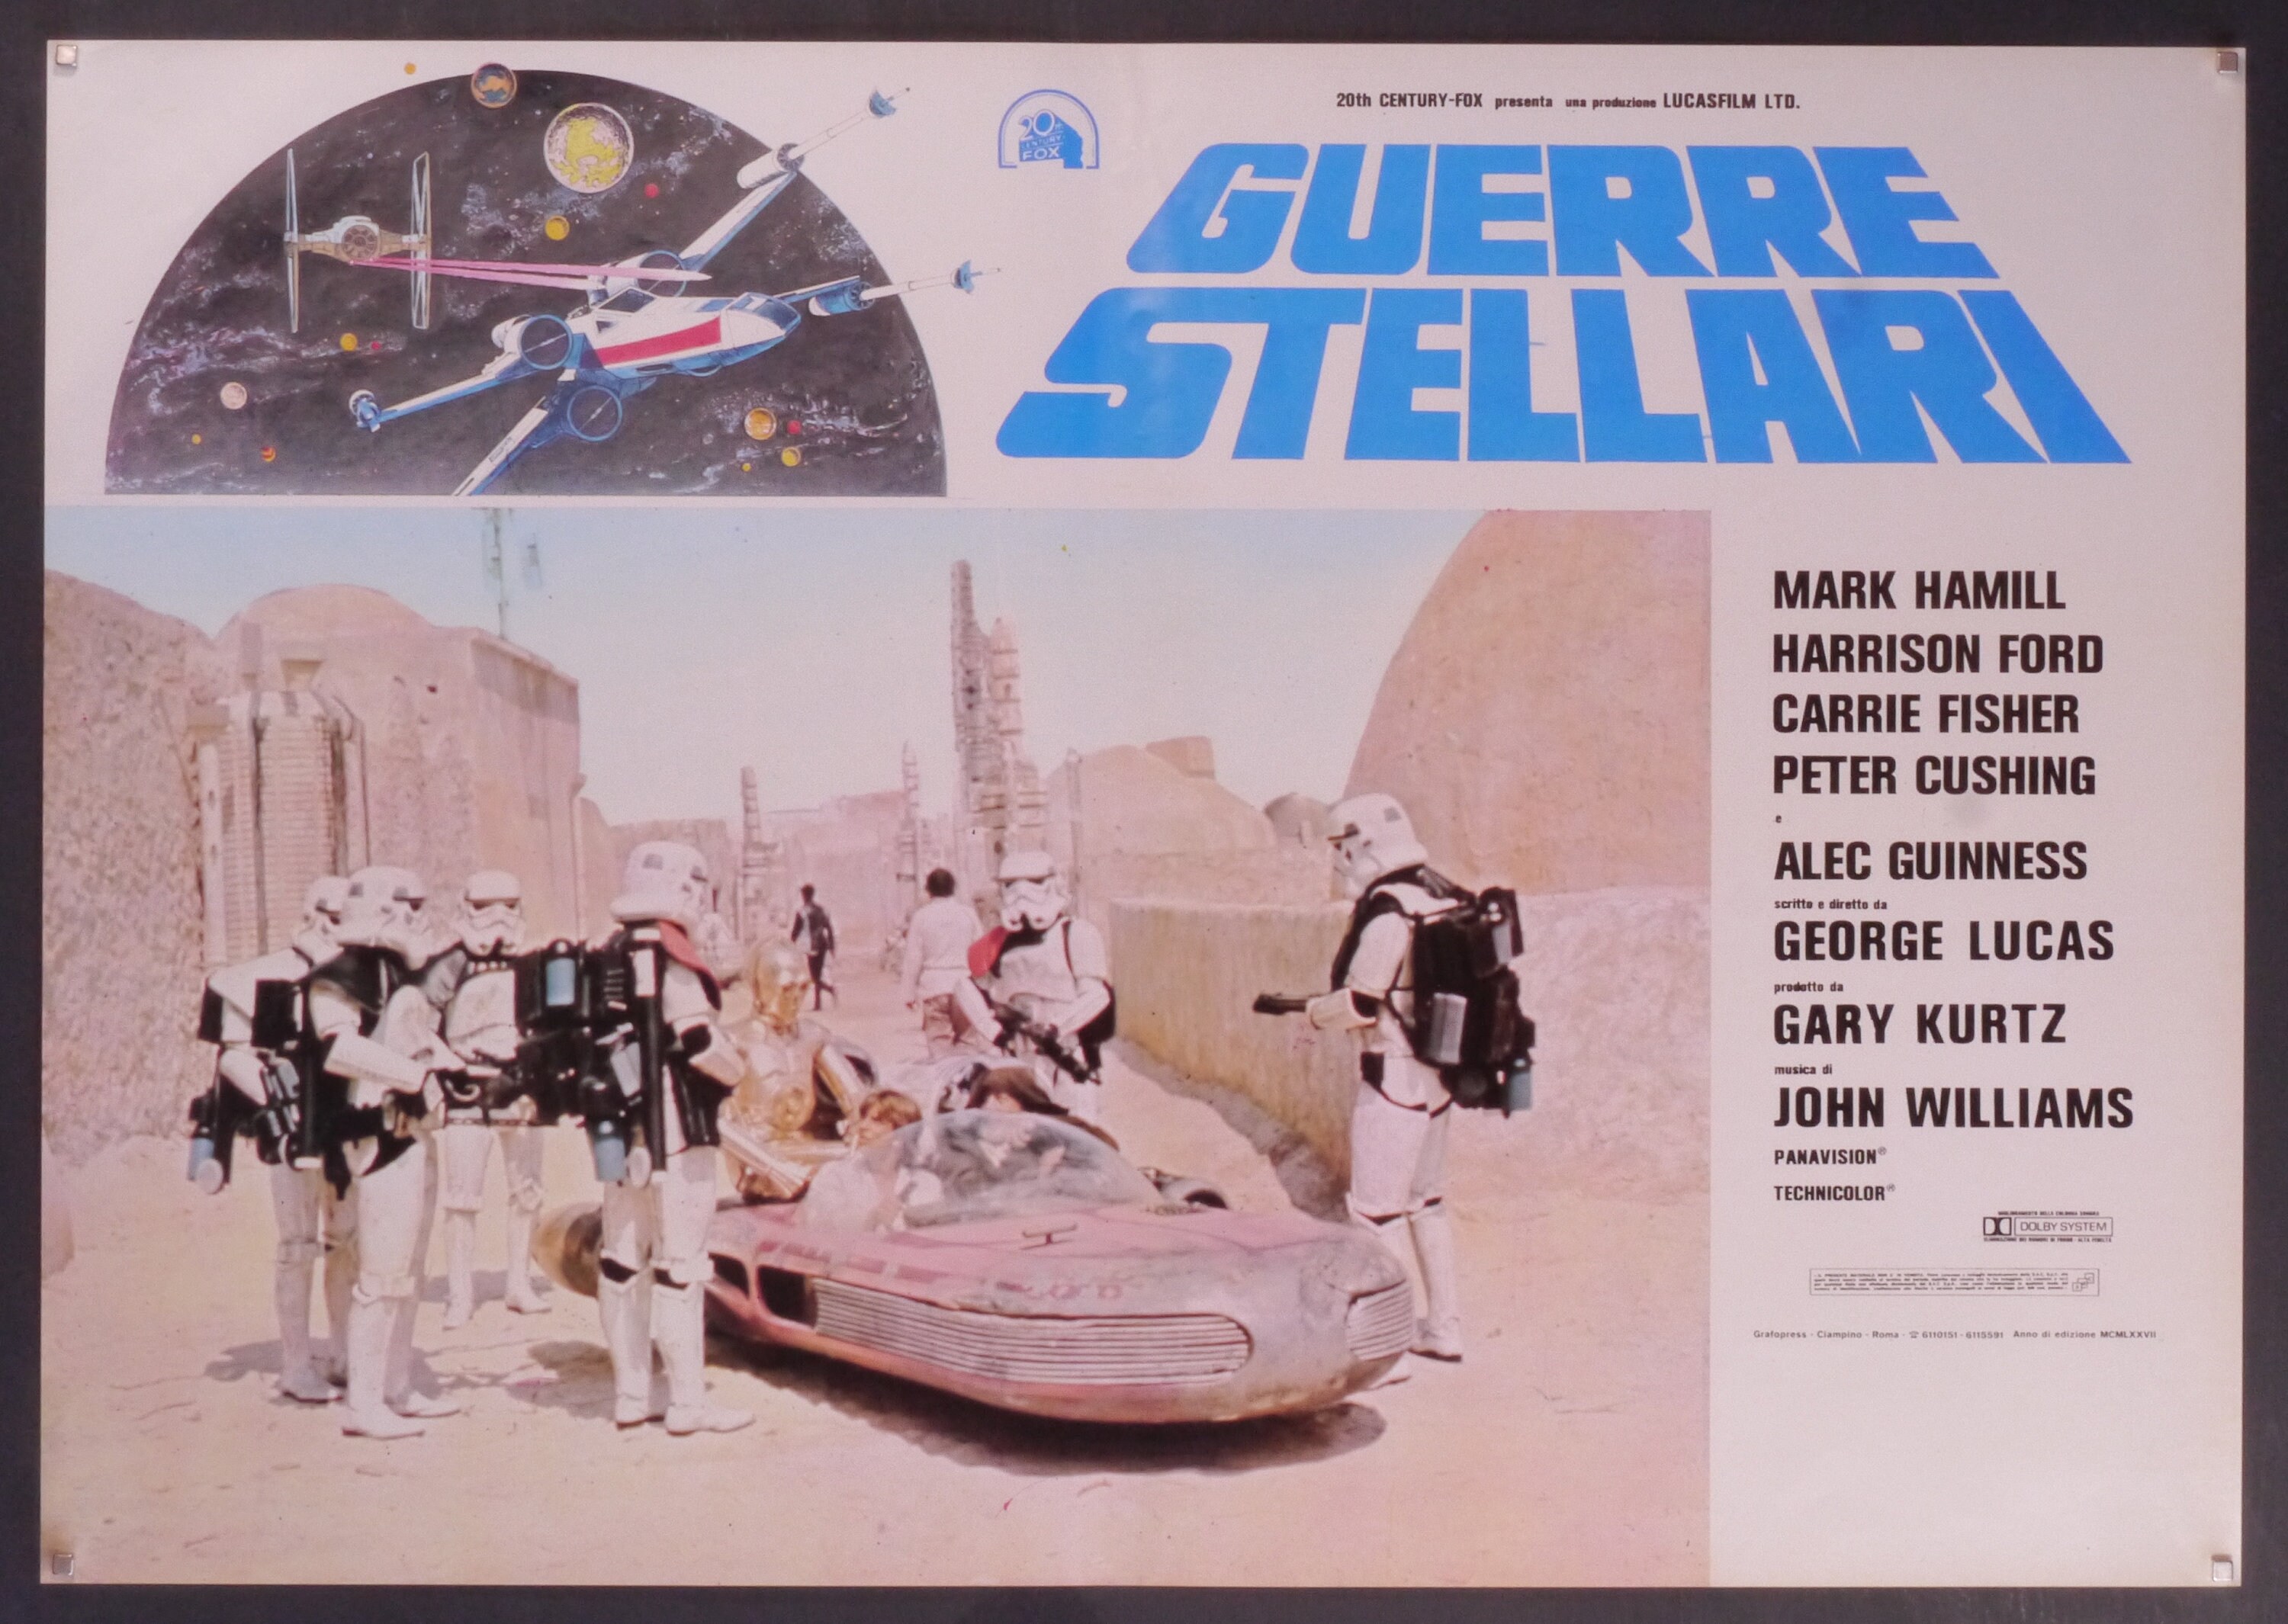 20th CENTURY-FOX presenta una produzione LUCASFILM LTD.
20th
CENTURY
FOX
GUERRE
STELLARI
MARK HAMILL
HARRISON FORD
CARRIE FISHER
PETER CUSHING
e
ALEC GUINNESS
scritto e diretto da
GEORGE LUCAS
prodotto da
GARY KURTZ
musica di
JOHN WILLIAMS
PANAVISION®
TECHNICOLOR®
DOLBY SYSTEM
Grafopress - Ciampino - Roma - ☎ 6110151 - 6115591 Anno di edizione MCMLXXVII